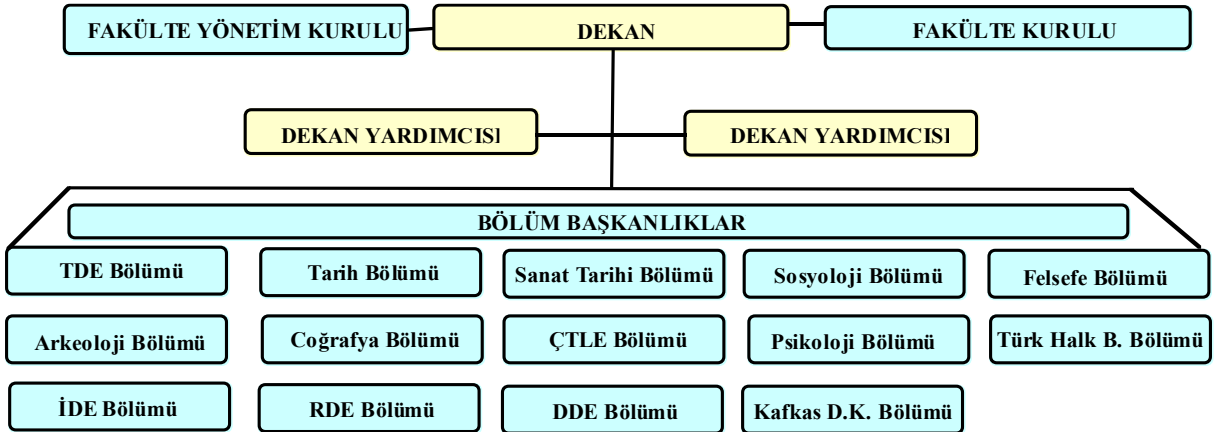 FAKÜLTE YÖNETİM KURULU
DEKAN
FAKÜLTE KURULU
DEKAN YARDIMCISI
DEKAN YARDIMCISI
BÖLÜM BAŞKANLIKLAR
TDE Bölümü
Tarih Bölümü
Sanat Tarihi Bölümü
Sosyoloji Bölümü
Felsefe Bölümü
Arkeoloji Bölümü
Coğrafya Bölümü
ÇTLE Bölümü
Psikoloji Bölümü
Türk Halk B. Bölümü
İDE Bölümü
RDE Bölümü
DDE Bölümü
Kafkas D.K. Bölümü